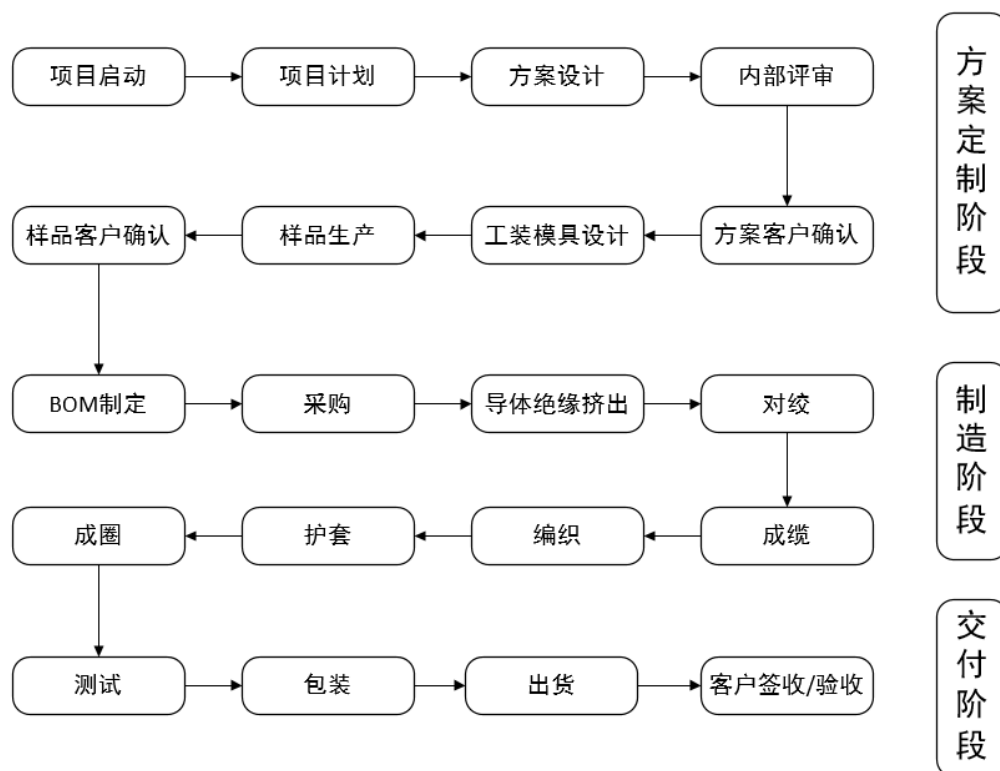 项目启动
项目计划
方案设计
内部评审
方案定制阶段
样品客户确认
样品生产
工装模具设计
方案客户确认
BOM制定
采购
导体绝缘挤出
对绞
制造阶段
成圈
护套
编织
成缆
测试
包装
出货
客户签收/验收
交付阶段